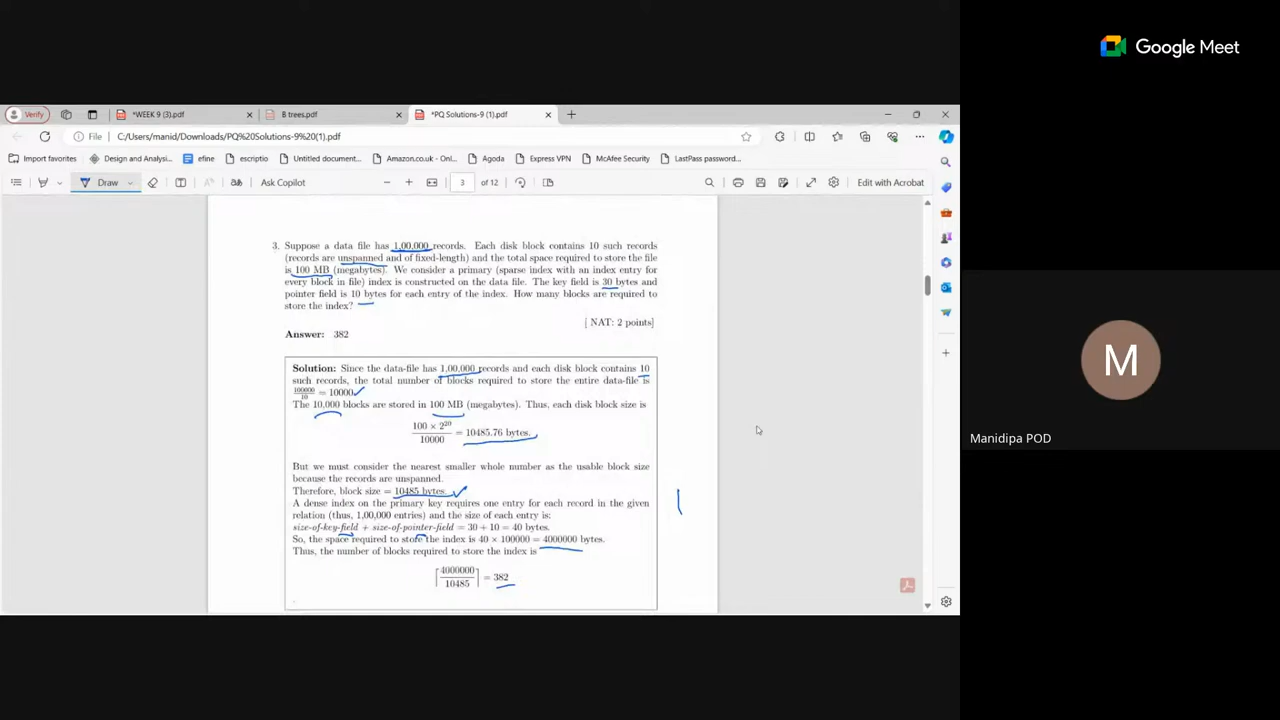 Google Meet
Verify
*WEEK 9 (3).pdf
B trees.pdf
*PQ Solutions-9 (1).pdf
File
C:/Users/manid/Downloads/PQ%20Solutions-9%20(1).pdf
Import favorites
Design and Analysi...
efine
escriptio
Untitled document...
Amazon.co.uk - Onl...
Agoda
Express VPN
McAfee Security
LastPass password...
Draw
Ask Copilot
3 of 12
Edit with Acrobat
3. Suppose a data file has 1,00,000 records. Each disk block contains 10 such records
(records are unspanned and of fixed-length) and the total space required to store the file
is 100 MB (megabytes). We consider a primary (sparse index with an index entry for
every block in file) index is constructed on the data file. The key field is 30 bytes and
pointer field is 10 bytes for each entry of the index. How many blocks are required to
store the index?
[ NAT: 2 points]
Answer: 382
Solution: Since the data-file has 1,00,000 records and each disk block contains 10
such records, the total number of blocks required to store the entire data-file is
100000/10 = 10000
The 10,000 blocks are stored in 100 MB (megabytes). Thus, each disk block size is
100 × 2^20 / 10000 = 10485.76 bytes.
But we must consider the nearest smaller whole number as the usable block size
because the records are unspanned.
Therefore, block size = 10485 bytes.
A dense index on the primary key requires one entry for each record in the given
relation (thus, 1,00,000 entries) and the size of each entry is:
size-of-key-field + size-of-pointer-field = 30 + 10 = 40 bytes.
So, the space required to store the index is 40 × 100000 = 4000000 bytes.
Thus, the number of blocks required to store the index is
⌈4000000/10485⌉ = 382
M
Manidipa POD